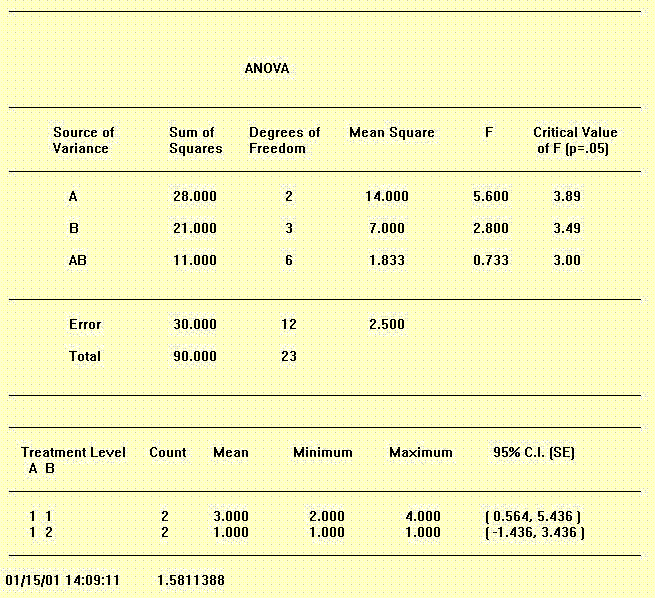 ANOVA
Source of Variance Sum of Squares Degrees of Freedom Mean Square F Critical Value of F (p=.05)
A 28.000 2 14.000 5.600 3.89
B 21.000 3 7.000 2.800 3.49
AB 11.000 6 1.833 0.733 3.00
Error 30.000 12 2.500
Total 90.000 23
Treatment Level Count Mean Minimum Maximum 95% C.I. (SE)
A B
1 1 2 3.000 2.000 4.000 ( 0.564, 5.436 )
1 2 2 1.000 1.000 1.000 ( -1.436, 3.436 )
01/15/01 14:09:11 1.5811388